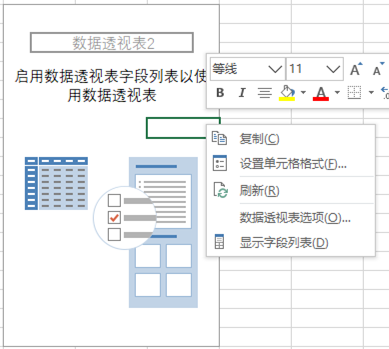 数据透视表2
启用数据透视表字段列表以使
用数据透视表
等线 11 A A
B I A
复制(C)
设置单元格格式(F)...
刷新(R)
数据透视表选项(O)...
显示字段列表(D)